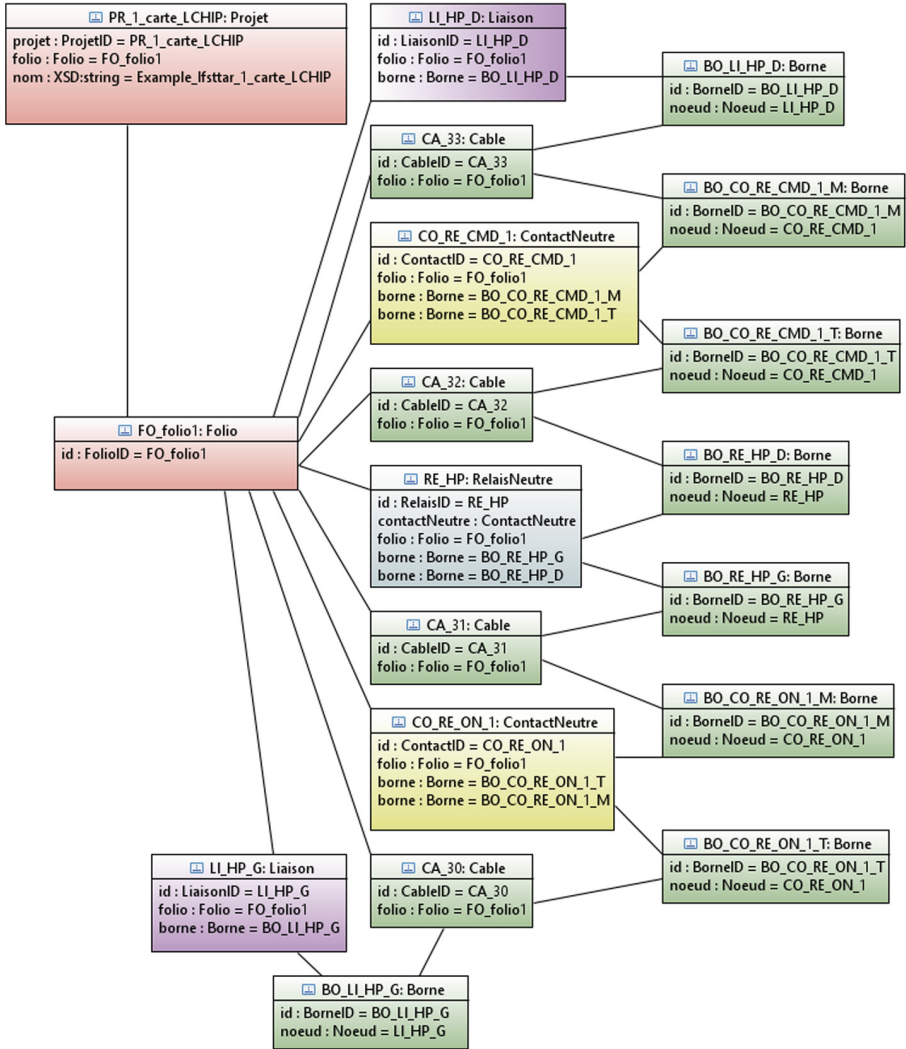 PR_1_carte_LCHIP: Projet
projet : ProjetID = PR_1_carte_LCHIP
folio : Folio = FO_folio1
nom : XSD:string = Example_Ifsttar_1_carte_LCHIP
LI_HP_D: Liaison
id : LiaisonID = LI_HP_D
folio : Folio = FO_folio1
borne : Borne = BO_LI_HP_D
BO_LI_HP_D: Borne
id : BorneID = BO_LI_HP_D
noeud : Noeud = LI_HP_D
CA_33: Cable
id : CableID = CA_33
folio : Folio = FO_folio1
BO_CO_RE_CMD_1_M: Borne
id : BorneID = BO_CO_RE_CMD_1_M
noeud : Noeud = CO_RE_CMD_1
CO_RE_CMD_1: ContactNeutre
id : ContactID = CO_RE_CMD_1
folio : Folio = FO_folio1
borne : Borne = BO_CO_RE_CMD_1_M
borne : Borne = BO_CO_RE_CMD_1_T
BO_CO_RE_CMD_1_T: Borne
id : BorneID = BO_CO_RE_CMD_1_T
noeud : Noeud = CO_RE_CMD_1
CA_32: Cable
id : CableID = CA_32
folio : Folio = FO_folio1
FO_folio1: Folio
id : FolioID = FO_folio1
BO_RE_HP_D: Borne
id : BorneID = BO_RE_HP_D
noeud : Noeud = RE_HP
RE_HP: RelaisNeutre
id : RelaisID = RE_HP
contactNeutre : ContactNeutre
folio : Folio = FO_folio1
borne : Borne = BO_RE_HP_G
borne : Borne = BO_RE_HP_D
BO_RE_HP_G: Borne
id : BorneID = BO_RE_HP_G
noeud : Noeud = RE_HP
CA_31: Cable
id : CableID = CA_31
folio : Folio = FO_folio1
BO_CO_RE_ON_1_M: Borne
id : BorneID = BO_CO_RE_ON_1_M
noeud : Noeud = CO_RE_ON_1
CO_RE_ON_1: ContactNeutre
id : ContactID = CO_RE_ON_1
folio : Folio = FO_folio1
borne : Borne = BO_CO_RE_ON_1_T
borne : Borne = BO_CO_RE_ON_1_M
BO_CO_RE_ON_1_T: Borne
id : BorneID = BO_CO_RE_ON_1_T
noeud : Noeud = CO_RE_ON_1
LI_HP_G: Liaison
id : LiaisonID = LI_HP_G
folio : Folio = FO_folio1
borne : Borne = BO_LI_HP_G
CA_30: Cable
id : CableID = CA_30
folio : Folio = FO_folio1
BO_LI_HP_G: Borne
id : BorneID = BO_LI_HP_G
noeud : Noeud = LI_HP_G